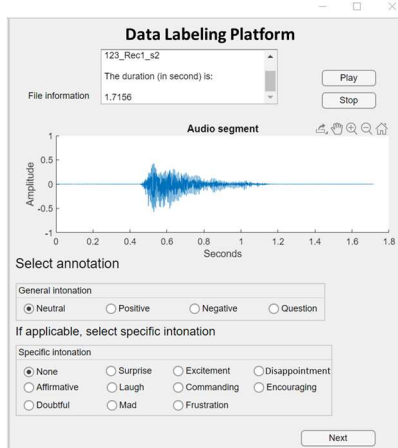 Data Labeling Platform
123_Rec1_s2
The duration (in second) is:
Play
File information
1.7156
Stop
Audio segment
1
0.5
0
-0.5
-1
Amplitude
0 0.2 0.4 0.6 0.8 1 1.2 1.4 1.6 1.8
Seconds
Select annotation
General intonation
Neutral Positive Negative Question
If applicable, select specific intonation
Specific intonation
None Surprise Excitement Disappointment
Affirmative Laugh Commanding Encouraging
Doubtful Mad Frustration
Next